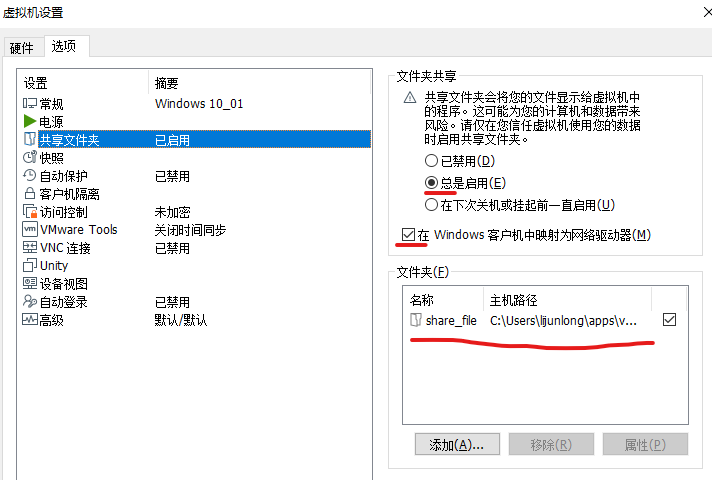 虚拟机设置
硬件 选项
设置 摘要
常规 Windows 10_01
电源
共享文件夹 已启用
快照
自动保护 已禁用
客户机隔离
访问控制 未加密
VMware Tools 关闭时间同步
VNC 连接 已禁用
Unity
设备视图
自动登录 已禁用
高级 默认/默认
文件夹共享
共享文件夹会将您的文件显示给虚拟机中
的程序。这可能为您的计算机和数据带来
风险。请仅在您信任虚拟机使用您的数据
时启用共享文件夹。
已禁用(D)
总是启用(E)
在下次关机或挂起前一直启用(U)
在 Windows 客户机中映射为网络驱动器(M)
文件夹(F)
名称 主机路径
share_file C:\Users\lijunlong\apps\v...
添加(A)... 移除(R) 属性(P)